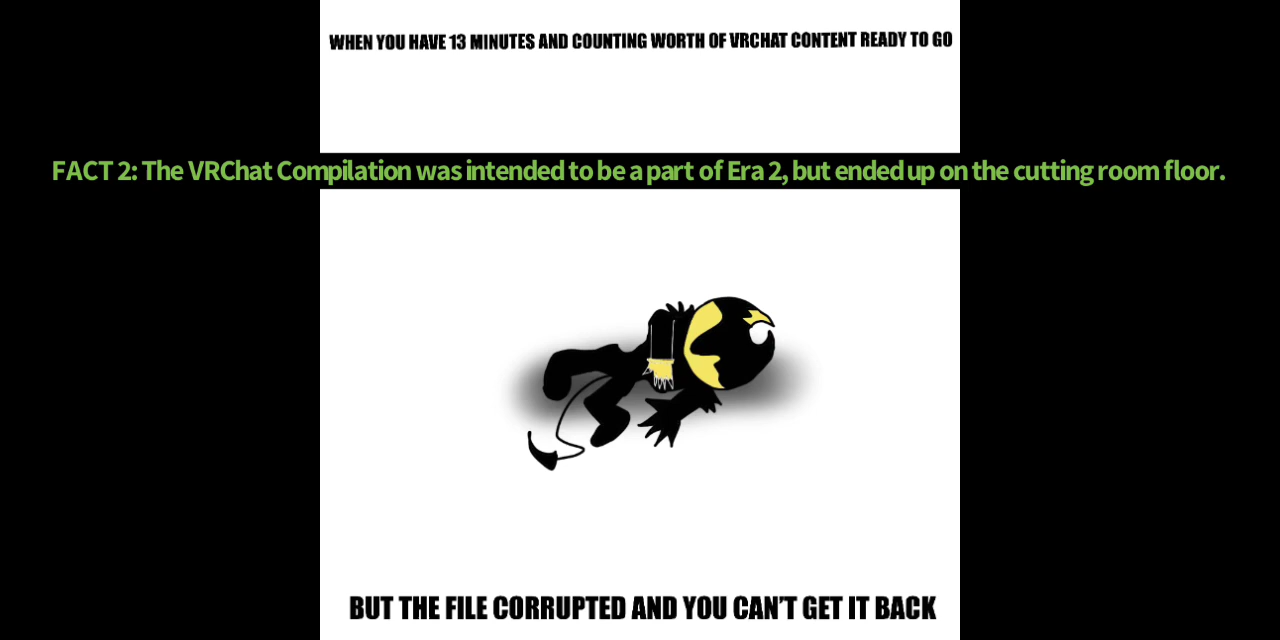 WHEN YOU HAVE 13 MINUTES AND COUNTING WORTH OF VRCHAT CONTENT READY TO GO
FACT 2: The VRChat Compilation was intended to be a part of Era 2, but ended up on the cutting room floor.
BUT THE FILE CORRUPTED AND YOU CAN'T GET IT BACK